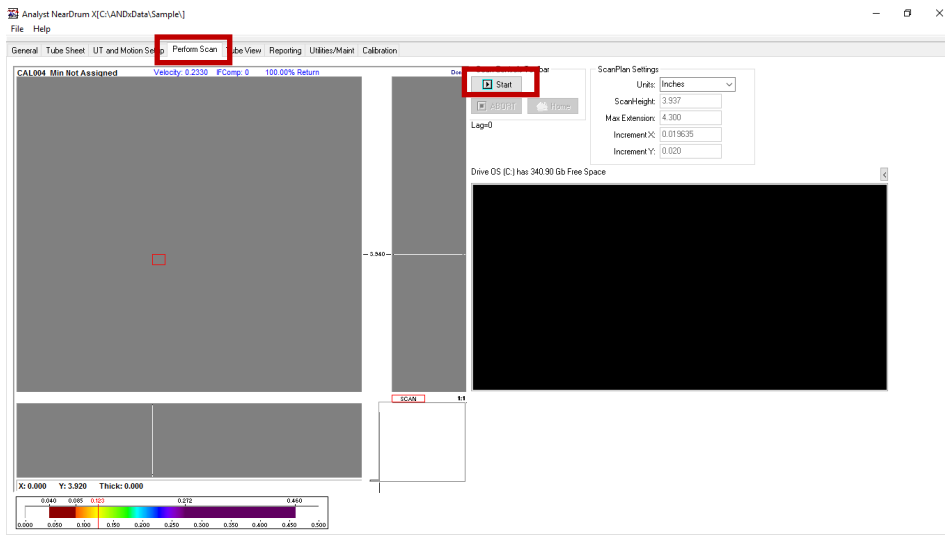 Analyst NearDrum X[C:\ANDxData\Sample\]
File Help
General Tube Sheet UT and Motion Setup Perform Scan Tube View Reporting Utilities/Maint Calibration
CAL004 Min Not Assigned Velocity: 0.2330 IFComp: 0 100.00% Return
Start
ABORT Home
Lag=0
ScanPlan Settings
Units: Inches
ScanHeight: 3.937
Max Extension: 4.300
Increment X: 0.019635
Increment Y: 0.020
Drive OS (C:) has 340.90 Gb Free Space
<
3.940
SCAN 1:1
X: 0.000 Y: 3.920 Thick: 0.000
0.040 0.085 0.123 0.272 0.460
0.000 0.050 0.100 0.150 0.200 0.250 0.300 0.350 0.400 0.450 0.500